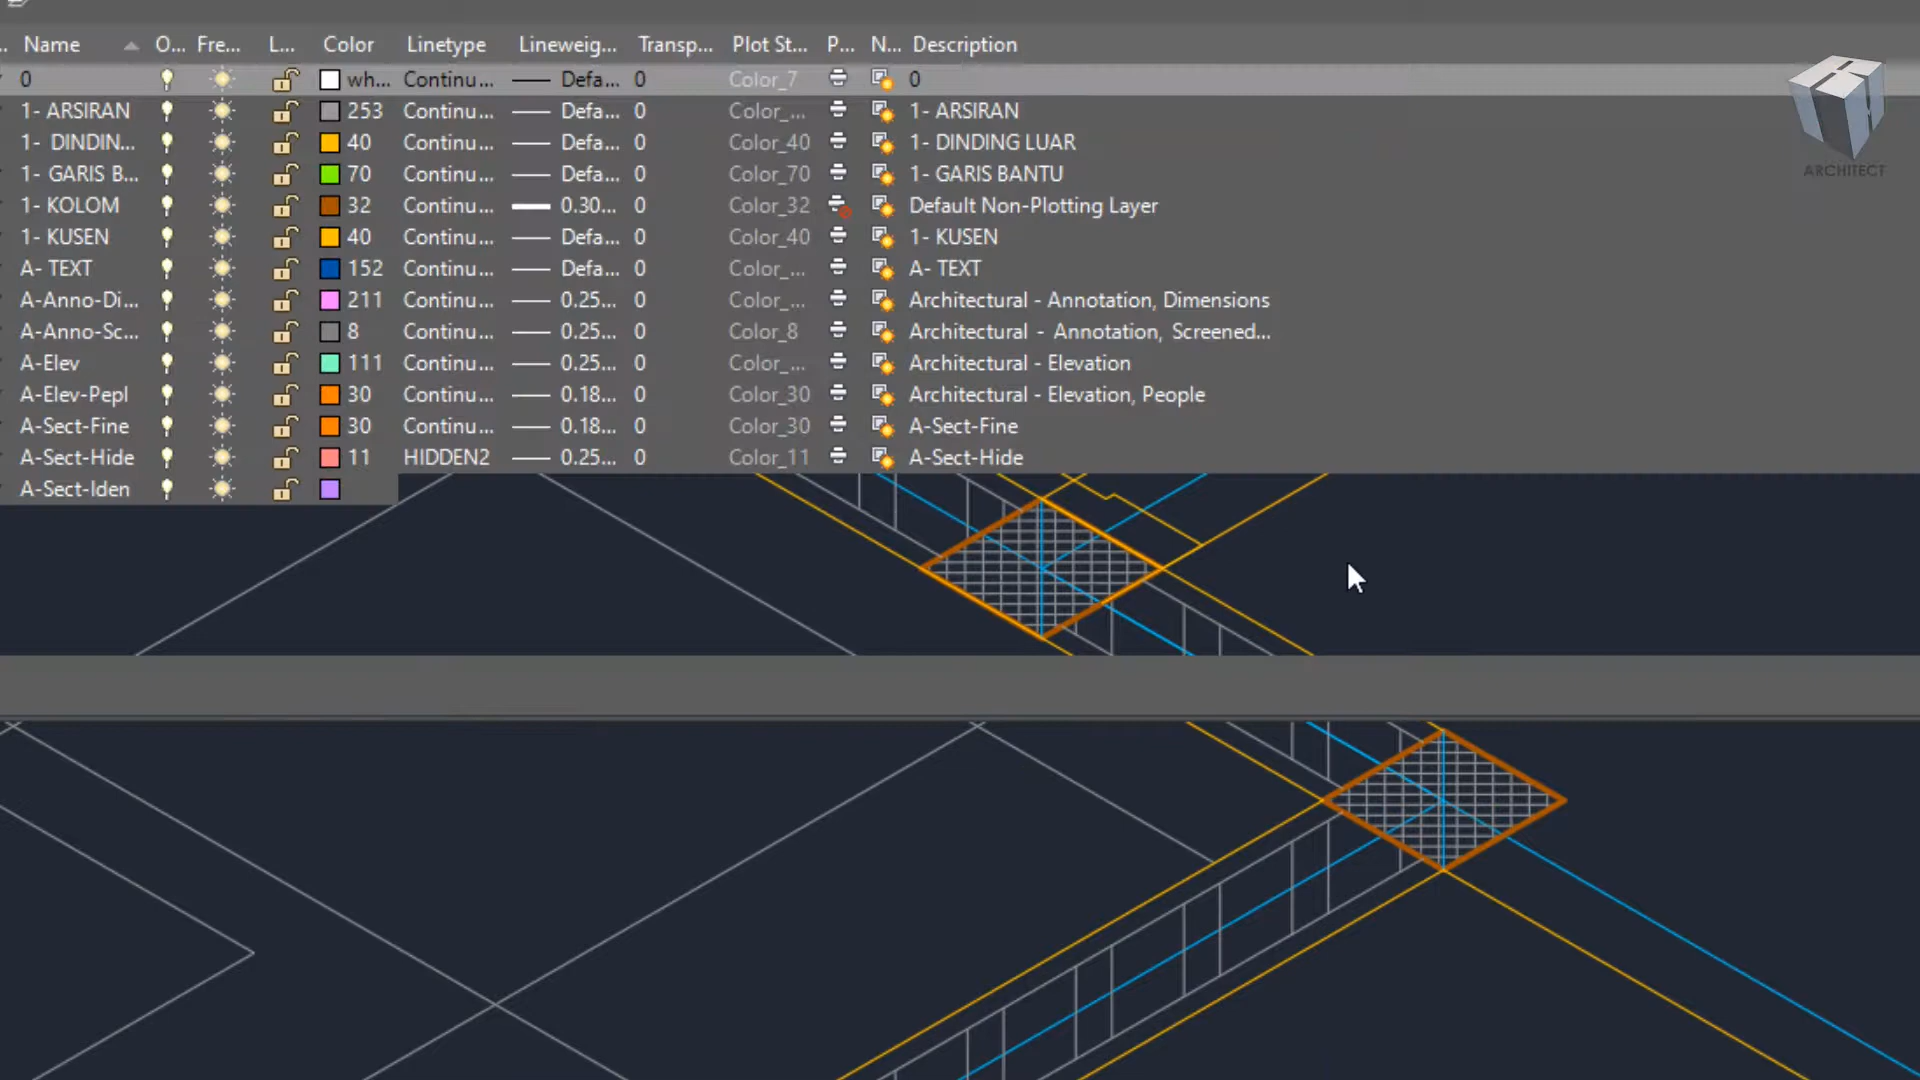 .. Name O... Fre... L... Color Linetype Lineweig... Transp... Plot St... P... N... Description
0 wh... Continu... Defa... 0 Color_7 0
1- ARSIRAN 253 Continu... Defa... 0 Color_... 1- ARSIRAN
1- DINDIN... 40 Continu... Defa... 0 Color_40 1- DINDING LUAR
1- GARIS B... 70 Continu... Defa... 0 Color_70 1- GARIS BANTU
1- KOLOM 32 Continu... 0.30... 0 Color_32 Default Non-Plotting Layer
1- KUSEN 40 Continu... Defa... 0 Color_40 1- KUSEN
A- TEXT 152 Continu... Defa... 0 Color_... A- TEXT
A-Anno-Di... 211 Continu... 0.25... 0 Color_... Architectural - Annotation, Dimensions
A-Anno-Sc... 8 Continu... 0.25... 0 Color_8 Architectural - Annotation, Screened...
A-Elev 111 Continu... 0.25... 0 Color_... Architectural - Elevation
A-Elev-Pepl 30 Continu... 0.18... 0 Color_30 Architectural - Elevation, People
A-Sect-Fine 30 Continu... 0.18... 0 Color_30 A-Sect-Fine
A-Sect-Hide 11 HIDDEN2 0.25... 0 Color_11 A-Sect-Hide
A-Sect-Iden
ARCHITECT